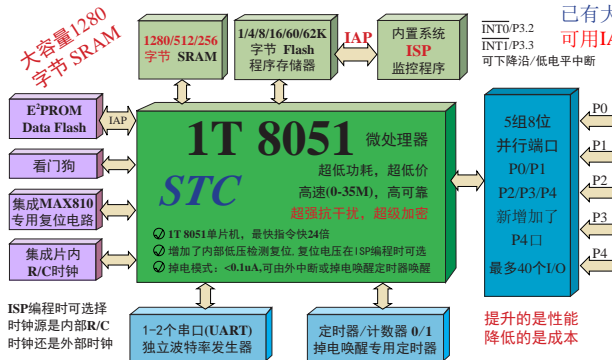 大容量1280
字节 SRAM
1280/512/256
字节 SRAM
1/4/8/16/60/62K
字节 Flash
程序存储器
IAP
内置系统
ISP
监控程序
INT0/P3.2
INT1/P3.3
可下降沿/低电平中断
已有大
可用IA
E²PROM
Data Flash
IAP
看门狗
集成MAX810
专用复位电路
集成片内
R/C时钟
1T 8051 微处理器
STC
超低功耗，超低价
高速(0-35M)，高可靠
超强抗干扰，超级加密
1T 8051单片机，最快指令快24倍
增加了内部低压检测复位,复位电压在ISP编程时可选
掉电模式：<0.1uA,可由外中断或掉电唤醒定时器唤醒
5组8位
并行端口
P0/P1
P2/P3/P4
新增加了
P4口
最多40个I/O
P0
P1
P2
P3
P4
ISP编程时可选择
时钟源是内部R/C
时钟还是外部时钟
1-2个串口(UART)
独立波特率发生器
定时器/计数器 0/1
掉电唤醒专用定时器
提升的是性能
降低的是成本